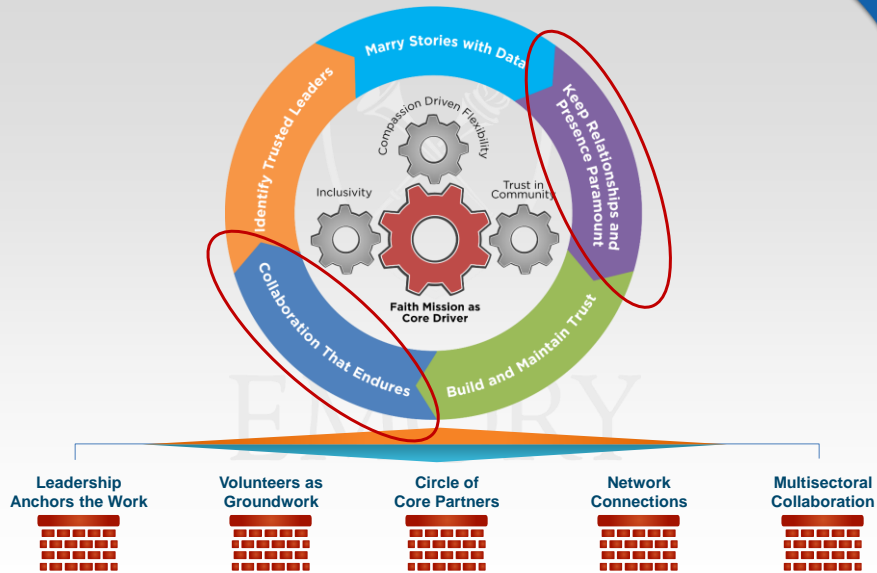 Marry Stories with Data
Keep Relationships and
Presence Paramount
Build and Maintain Trust
Collaboration That Endures
Identify Trusted Leaders
Compassion Driven Flexibility
Inclusivity
Trust in
Community
Faith Mission as
Core Driver
EMORY
Leadership
Anchors the Work
Volunteers as
Groundwork
Circle of
Core Partners
Network
Connections
Multisectoral
Collaboration